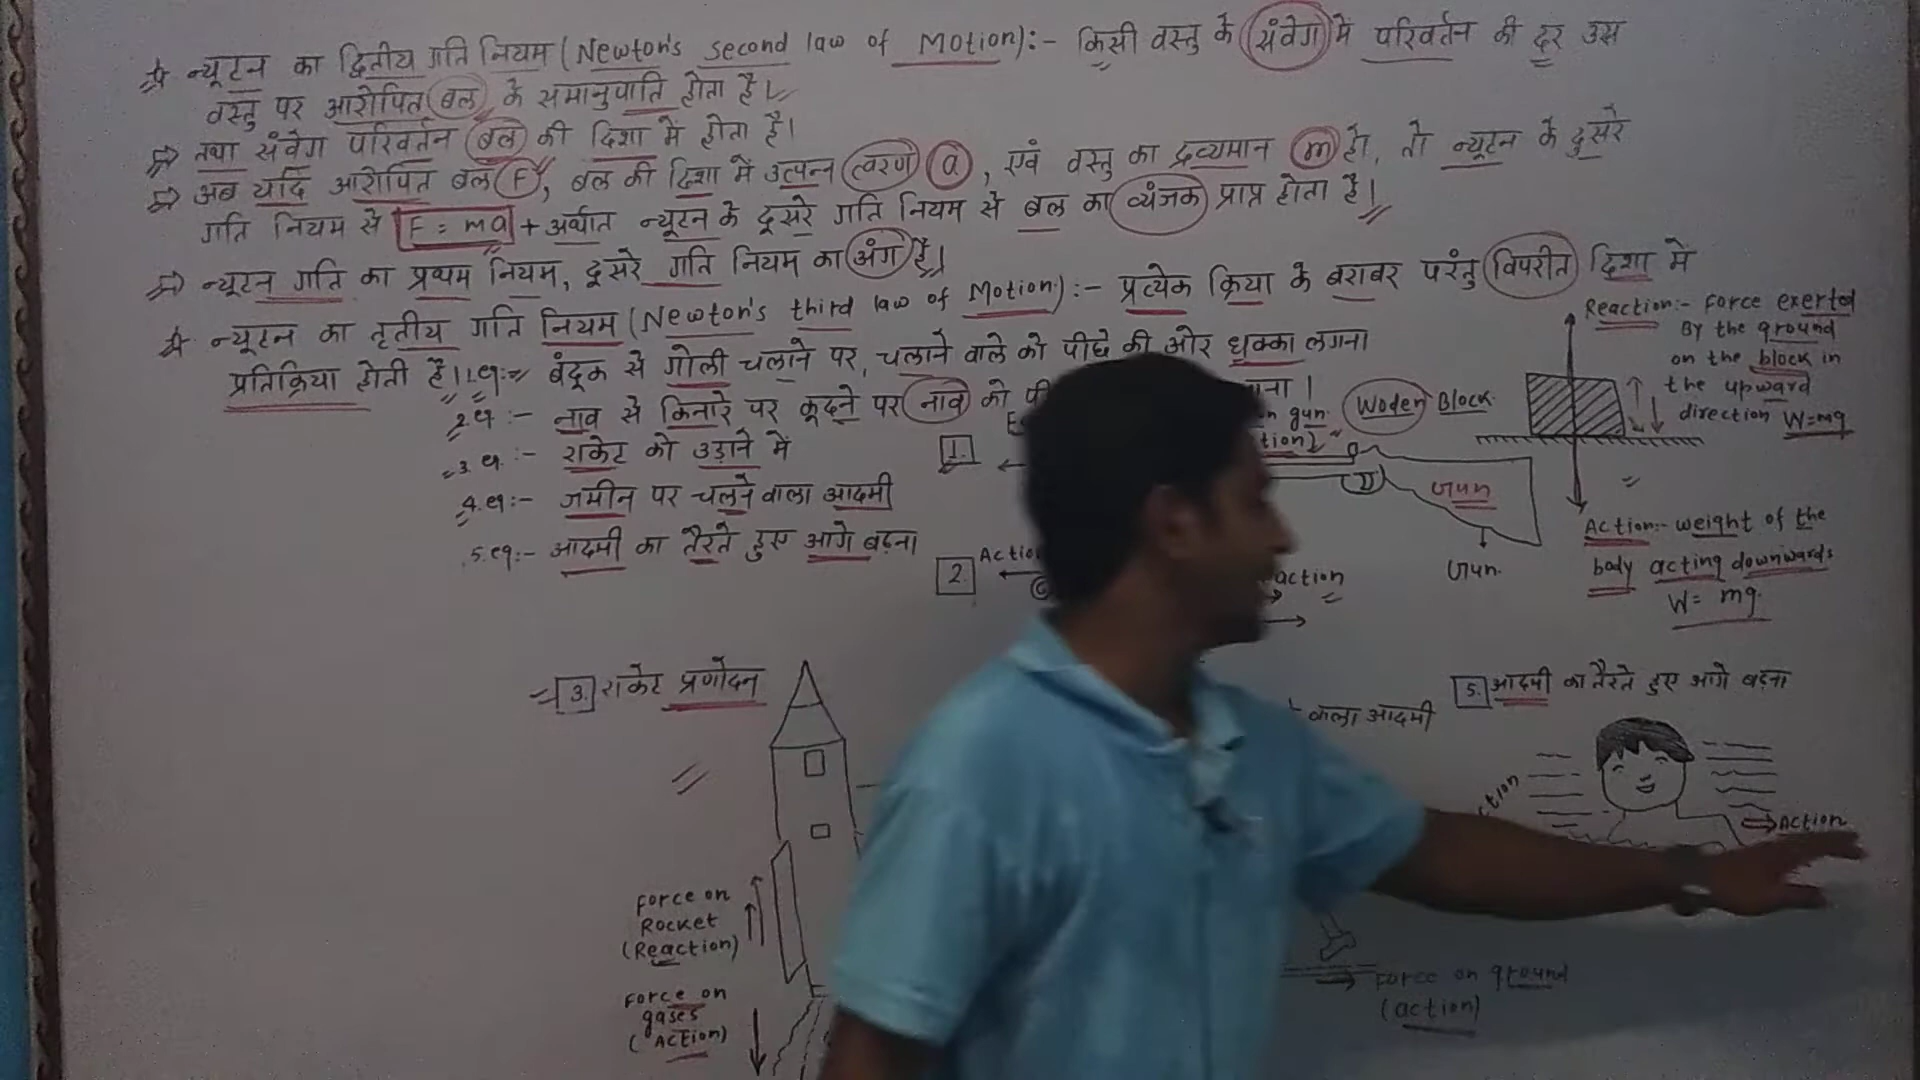 न्यूटन का द्वितीय गति नियम (Newton's second law of Motion):- किसी वस्तु के संवेग में परिवर्तन की दर उस
वस्तु पर आरोपित बल के समानुपाति होता है।
तथा संवेग परिवर्तन बल की दिशा में होता है।
अब यदि आरोपित बल F, बल की दिशा में उत्पन्न त्वरण a, एवं वस्तु का द्रव्यमान m हो, तो न्यूटन के दुसरे
गति नियम से F = ma + अर्थात न्यूटन के दूसरे गति नियम से बल का व्यंजक प्राप्त होता है।
न्यूटन गति का प्रथम नियम, दूसरे गति नियम का अंग है।
न्यूटन का तृतीय गति नियम (Newton's third law of Motion):- प्रत्येक क्रिया के बराबर परंतु विपरीत दिशा में
प्रतिक्रिया होती है। 1.eg:- बंदूक से गोली चलाने पर, चलाने वाले को पीछे की ओर धक्का लगना
2.eg:- नाव से किनारे पर कूदने पर नाव को
3.eg:- राकेट को उड़ाने में
4.eg:- जमीन पर चलने वाला आदमी
5.eg:- आदमी का तैरते हुए आगे बढ़ना
Reaction:- Force exerted
By the ground
on the block in
the upward
direction W=mg
Woden Block.
gun.
1.
gun
Gun.
Action:- weight of the
body acting downwards
W = mg.
2.
3. राकेट प्रणोदन
Force on
Rocket
(Reaction)
Force on
gases
(Action)
वाला आदमी
Force on ground
(action)
5. आदमी का तैरते हुए आगे बढ़ना
Action